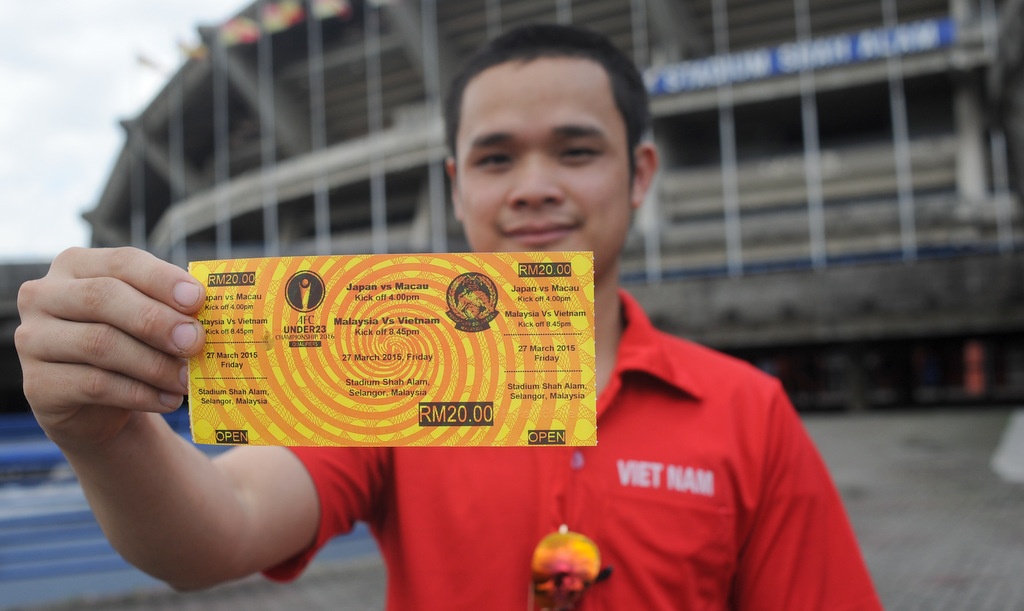 STADIUM SHAH ALAM
RM20.00
Japan vs Macau
Kick off 4.00pm
Malaysia Vs Vietnam
Kick off 8.45pm
27 March 2015
Friday
Stadium Shah Alam,
Selangor, Malaysia
OPEN
AFC
UNDER23
CHAMPIONSHIP 2016
QUALIFIERS
Japan vs Macau
Kick off 4.00pm
Malaysia Vs Vietnam
Kick off 8.45pm
27 March 2015, Friday
Stadium Shah Alam,
Selangor, Malaysia
RM20.00
RM20.00
Japan vs Macau
Kick off 4.00pm
Malaysia Vs Vietnam
Kick off 8.45pm
27 March 2015
Friday
Stadium Shah Alam,
Selangor, Malaysia
OPEN
VIET NAM